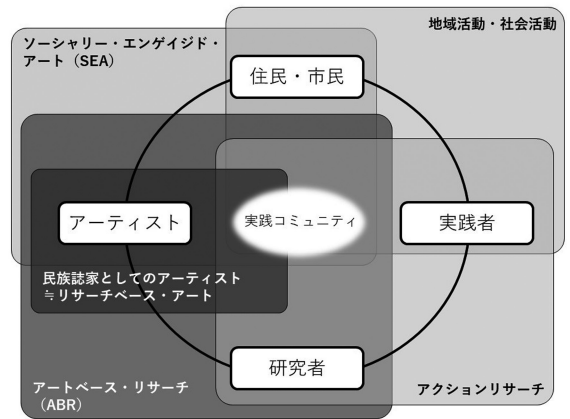 地域活動・社会活動
ソーシャリー・エンゲイジド・
アート（SEA）
住民・市民
アーティスト
実践コミュニティ
実践者
民族誌家としてのアーティスト
≒リサーチベース・アート
研究者
アートベース・リサーチ
（ABR）
アクションリサーチ